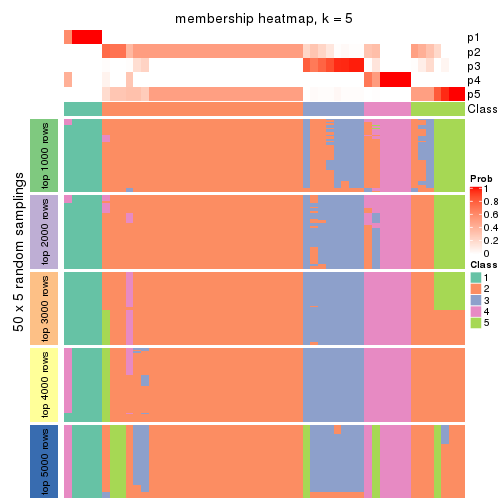 membership heatmap, k = 5
p1
p2
p3
p4
p5
Class
50 x 5 random samplings
top 1000 rows
top 2000 rows
top 3000 rows
top 4000 rows
top 5000 rows
Prob
1
0.8
0.6
0.4
0.2
0
Class
1
2
3
4
5